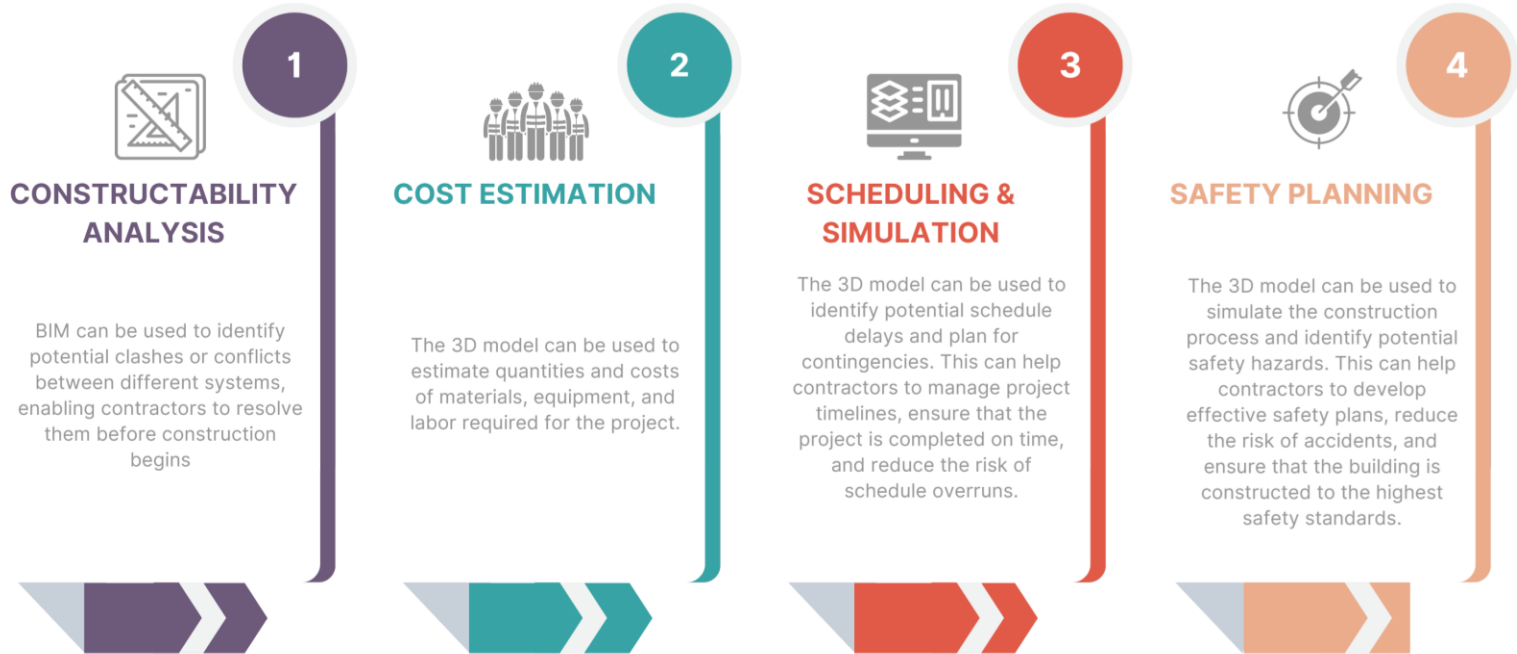 1
CONSTRUCTABILITY
ANALYSIS
BIM can be used to identify
potential clashes or conflicts
between different systems,
enabling contractors to resolve
them before construction
begins
2
COST ESTIMATION
The 3D model can be used to
estimate quantities and costs
of materials, equipment, and
labor required for the project.
3
SCHEDULING &
SIMULATION
The 3D model can be used to
identify potential schedule
delays and plan for
contingencies. This can help
contractors to manage project
timelines, ensure that the
project is completed on time,
and reduce the risk of
schedule overruns.
4
SAFETY PLANNING
The 3D model can be used to
simulate the construction
process and identify potential
safety hazards. This can help
contractors to develop
effective safety plans, reduce
the risk of accidents, and
ensure that the building is
constructed to the highest
safety standards.